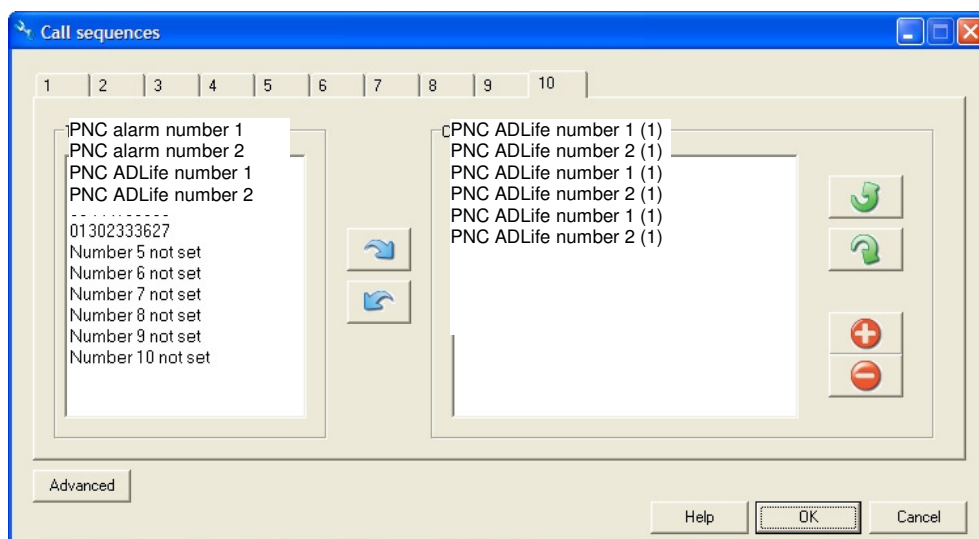 Call sequences
1 2 3 4 5 6 7 8 9 10
PNC alarm number 1
PNC alarm number 2
PNC ADLife number 1
PNC ADLife number 2
01302333627
Number 5 not set
Number 6 not set
Number 7 not set
Number 8 not set
Number 9 not set
Number 10 not set
PNC ADLife number 1 (1)
PNC ADLife number 2 (1)
PNC ADLife number 1 (1)
PNC ADLife number 2 (1)
PNC ADLife number 1 (1)
PNC ADLife number 2 (1)
Advanced
Help
OK
Cancel